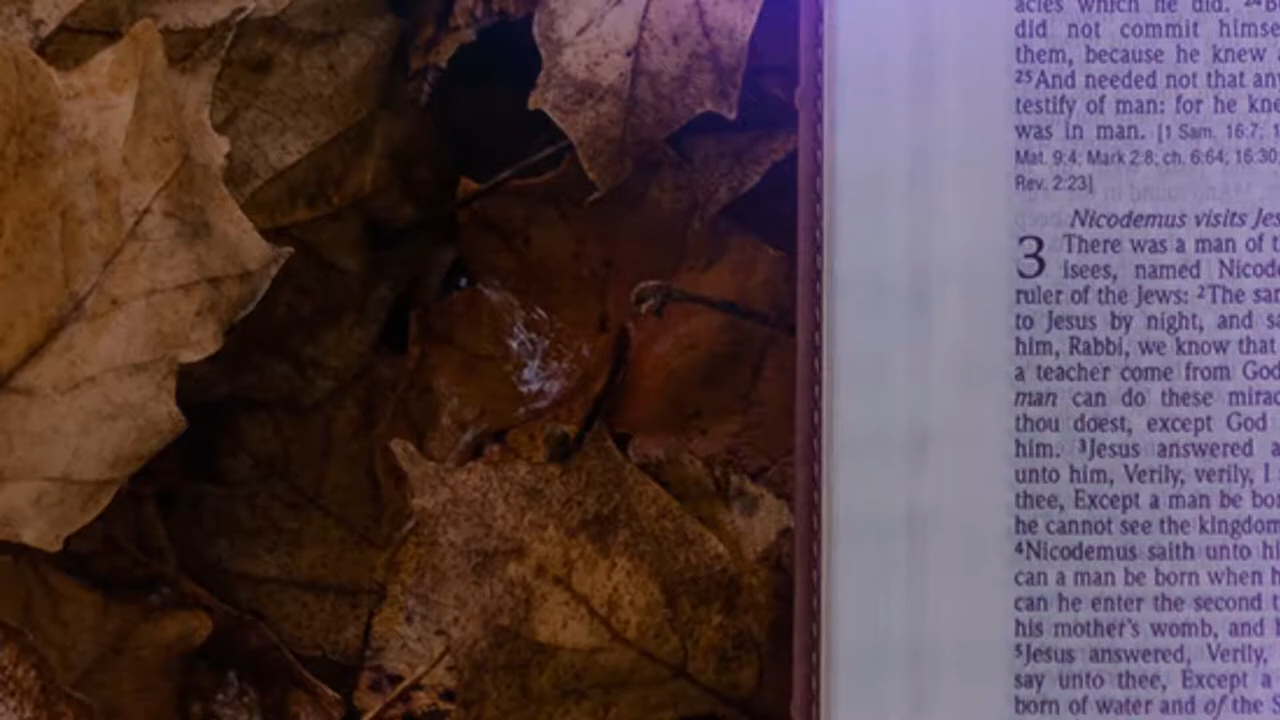 acles which he did. ²⁴B
did not commit himse
them, because he knew a
²⁵And needed not that any
testify of man: for he kne
was in man. [1 Sam. 16:7; 1
Mat. 9:4; Mark 2:8; ch. 6:64; 16:30;
Rev. 2:23]
Nicodemus visits Jes
3 There was a man of t
isees, named Nicode
ruler of the Jews: ²The sam
to Jesus by night, and sa
him, Rabbi, we know that
a teacher come from God
man can do these mirac
thou doest, except God
him. ³Jesus answered a
unto him, Verily, verily, I
thee, Except a man be bor
he cannot see the kingdom
⁴Nicodemus saith unto hi
can a man be born when h
can he enter the second t
his mother's womb, and b
⁵Jesus answered, Verily,
say unto thee, Except a
born of water and of the S